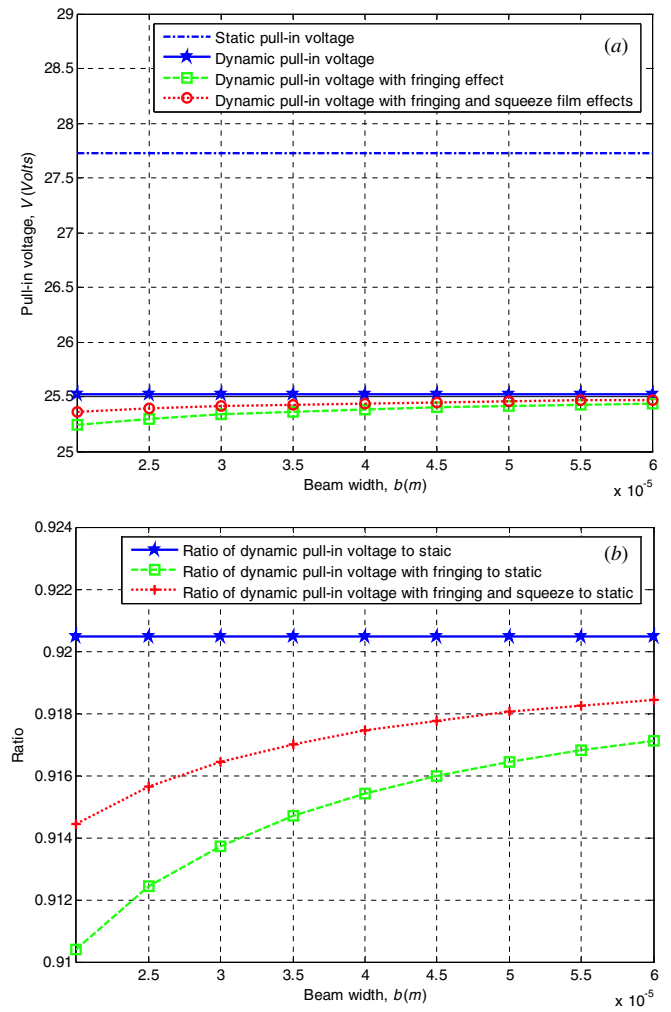 29
28.5
28
27.5
27
26.5
26
25.5
25
Pull-in voltage, V (Volts)
Static pull-in voltage
Dynamic pull-in voltage
Dynamic pull-in voltage with fringing effect
Dynamic pull-in voltage with fringing and squeeze film effects
(a)
2.5 3 3.5 4 4.5 5 5.5 6
Beam width, b(m)
x 10-5
0.924
0.922
0.92
0.918
0.916
0.914
0.912
0.91
Ratio
Ratio of dynamic pull-in voltage to staic
Ratio of dynamic pull-in voltage with fringing to static
Ratio of dynamic pull-in voltage with fringing and squeeze to static
(b)
2.5 3 3.5 4 4.5 5 5.5 6
Beam width, b(m)
x 10-5